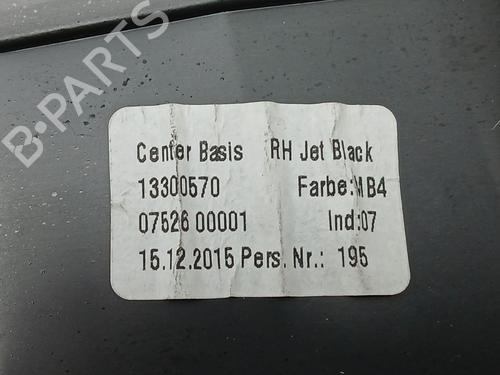 B-PARTS
Center Basis RH Jet Black
13300570 Farbe:MB4
07526 00001 Ind:07
15.12.2015 Pers. Nr.: 195